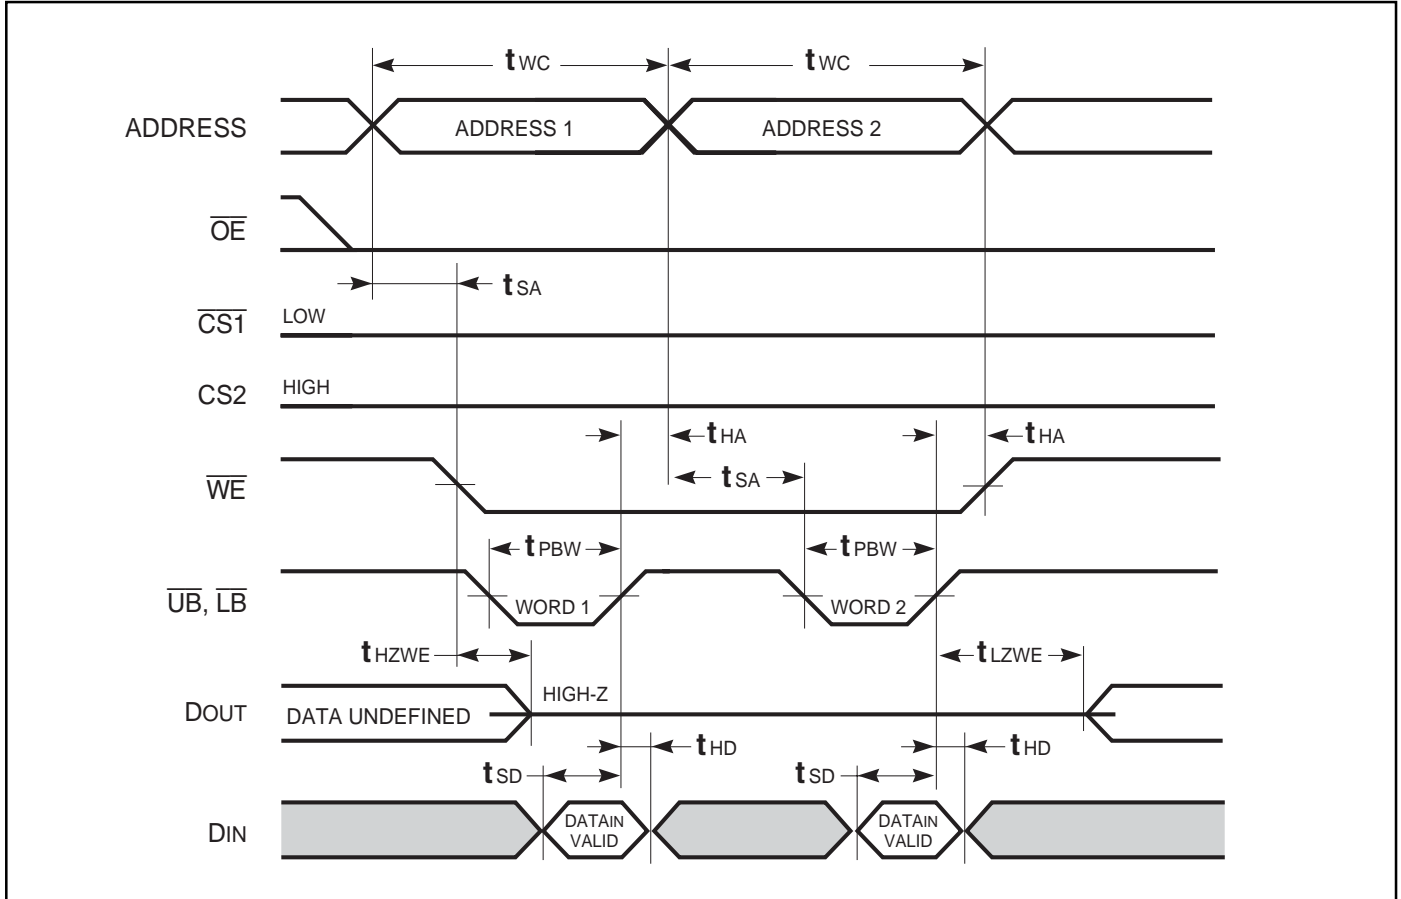 tWC tWC
ADDRESS ADDRESS 1 ADDRESS 2
OE
tSA
CS1 LOW
CS2 HIGH
tHA tHA
WE tSA
tPBW tPBW
UB, LB WORD 1 WORD 2
tHZWE tLZWE
DOUT DATA UNDEFINED HIGH-Z
tHD tHD
tSD tSD
DIN DATAIN VALID DATAIN VALID